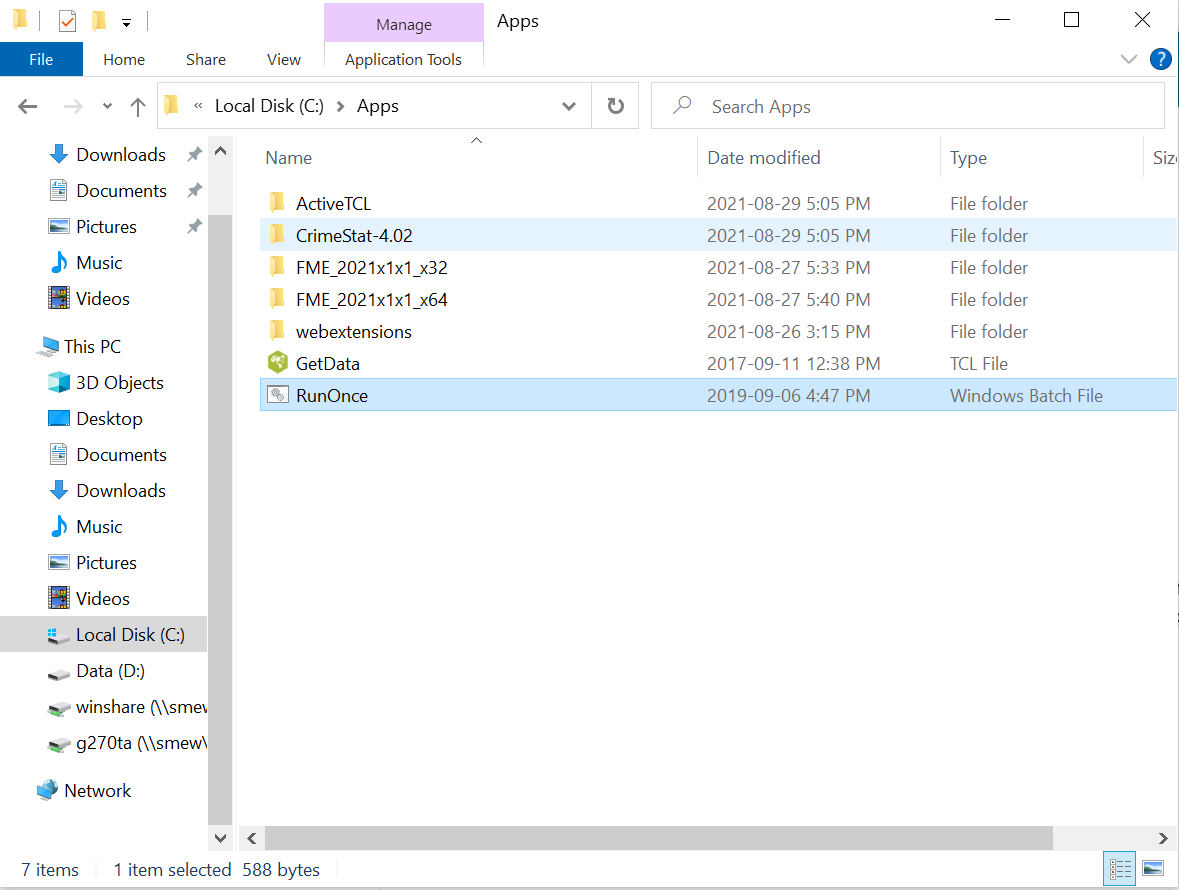 Manage Apps
File Home Share View Application Tools ?
« Local Disk (C:) Apps Search Apps
Downloads
Documents
Pictures
Music
Videos
This PC
3D Objects
Desktop
Documents
Downloads
Music
Pictures
Videos
Local Disk (C:)
Data (D:)
winshare (\\smew
g270ta (\\smew\
Network
Name Date modified Type Siz
ActiveTCL 2021-08-29 5:05 PM File folder
CrimeStat-4.02 2021-08-29 5:05 PM File folder
FME_2021x1x1_x32 2021-08-27 5:33 PM File folder
FME_2021x1x1_x64 2021-08-27 5:40 PM File folder
webextensions 2021-08-26 3:15 PM File folder
GetData 2017-09-11 12:38 PM TCL File
RunOnce 2019-09-06 4:47 PM Windows Batch File
7 items 1 item selected 588 bytes